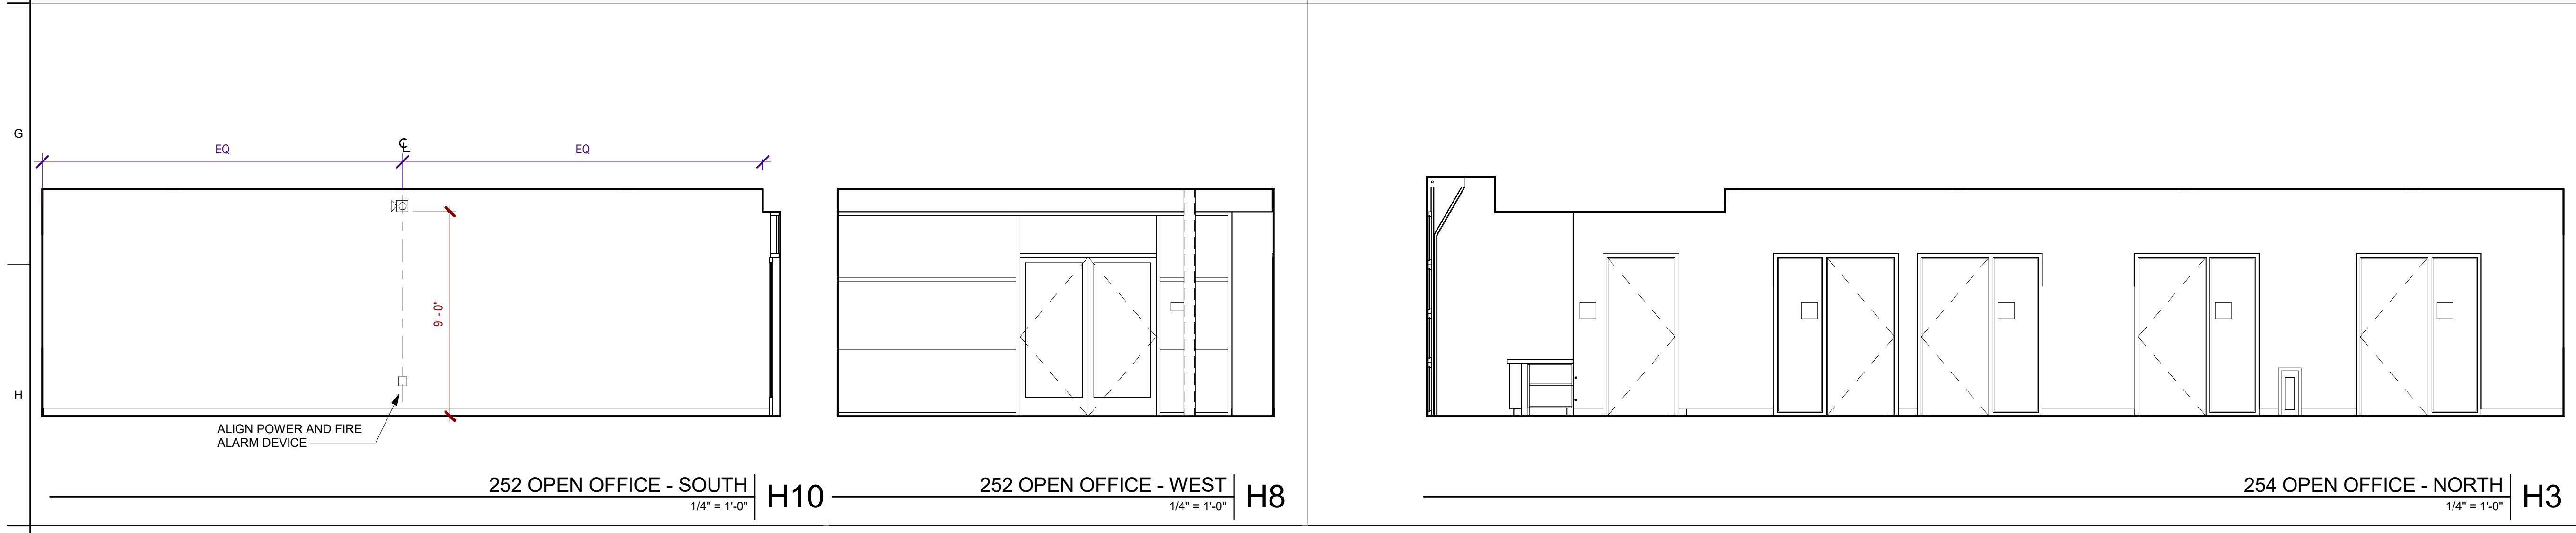 G
H
EQ
℄
EQ
9' - 0"
ALIGN POWER AND FIRE
ALARM DEVICE
252 OPEN OFFICE - SOUTH
1/4" = 1'-0"
H10
252 OPEN OFFICE - WEST
1/4" = 1'-0"
H8
254 OPEN OFFICE - NORTH
1/4" = 1'-0"
H3